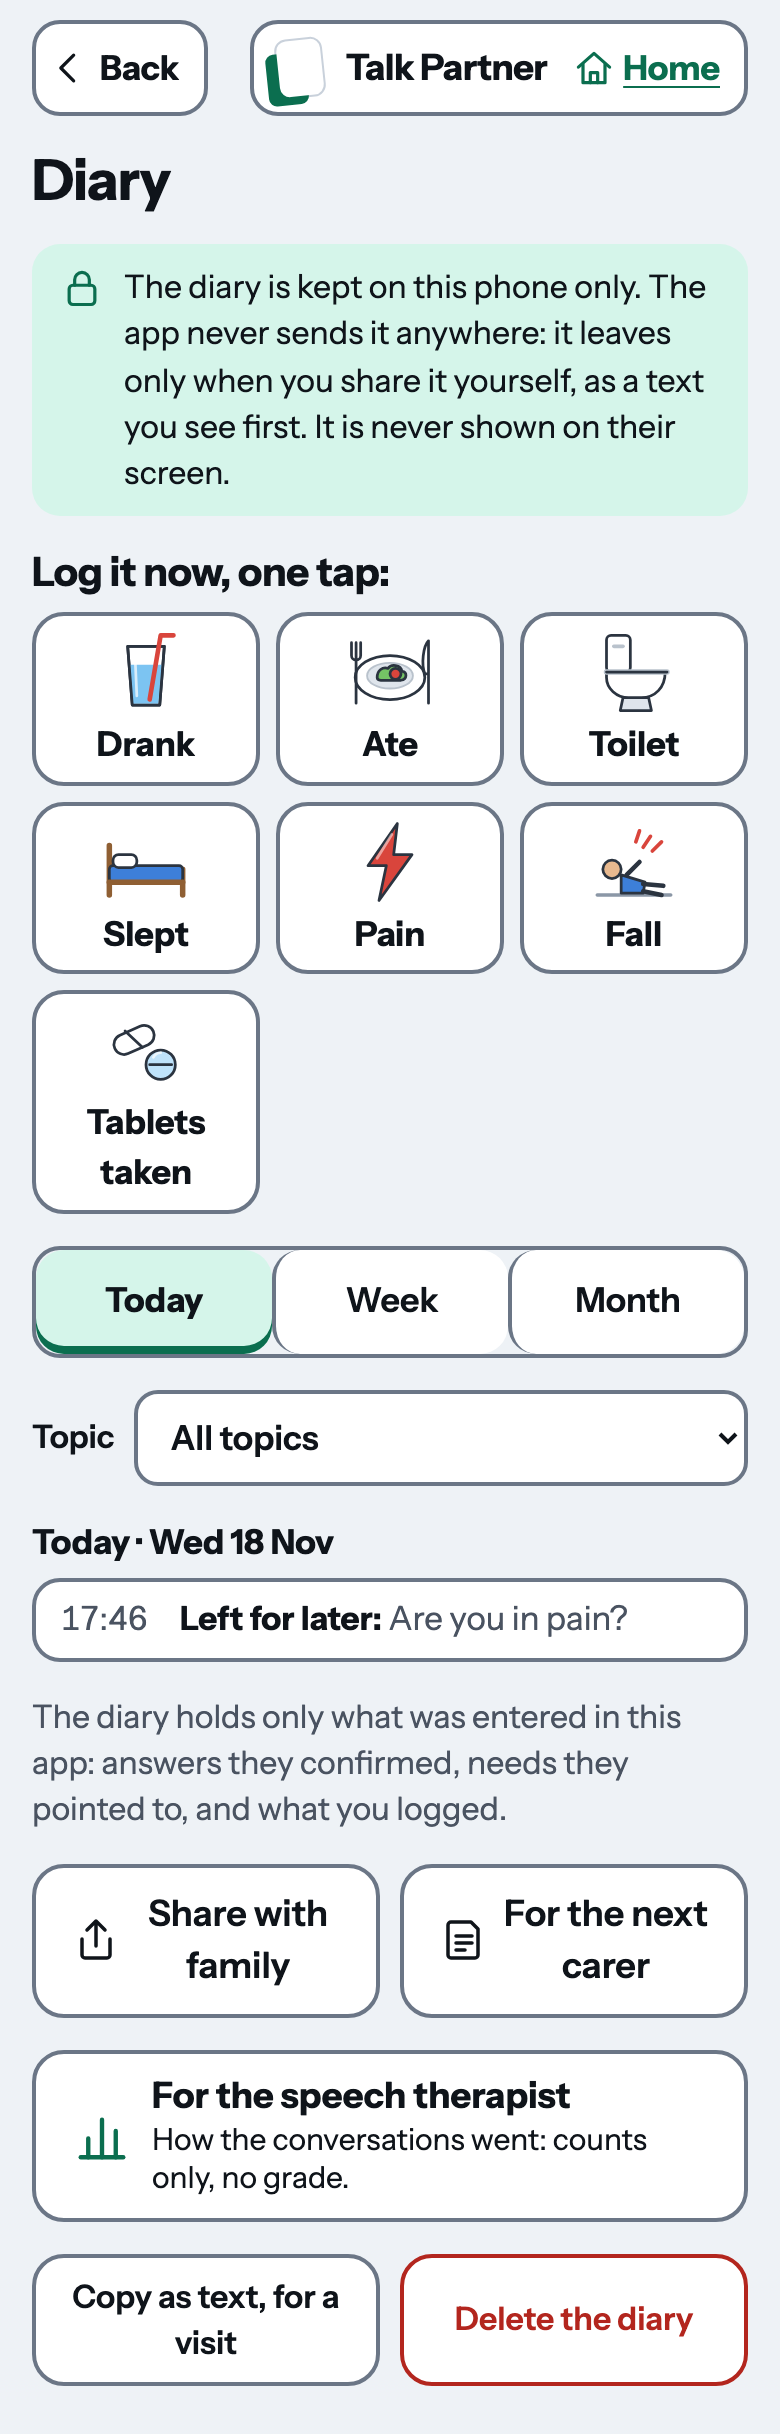 Back
Talk Partner
Home
Diary
The diary is kept on this phone only. The
app never sends it anywhere: it leaves
only when you share it yourself, as a text
you see first. It is never shown on their
screen.
Log it now, one tap:
Drank
Ate
Toilet
Slept
Pain
Fall
Tablets
taken
Today
Week
Month
Topic
All topics
Today · Wed 18 Nov
17:46 Left for later: Are you in pain?
The diary holds only what was entered in this
app: answers they confirmed, needs they
pointed to, and what you logged.
Share with
family
For the next
carer
For the speech therapist
How the conversations went: counts
only, no grade.
Copy as text, for a
visit
Delete the diary